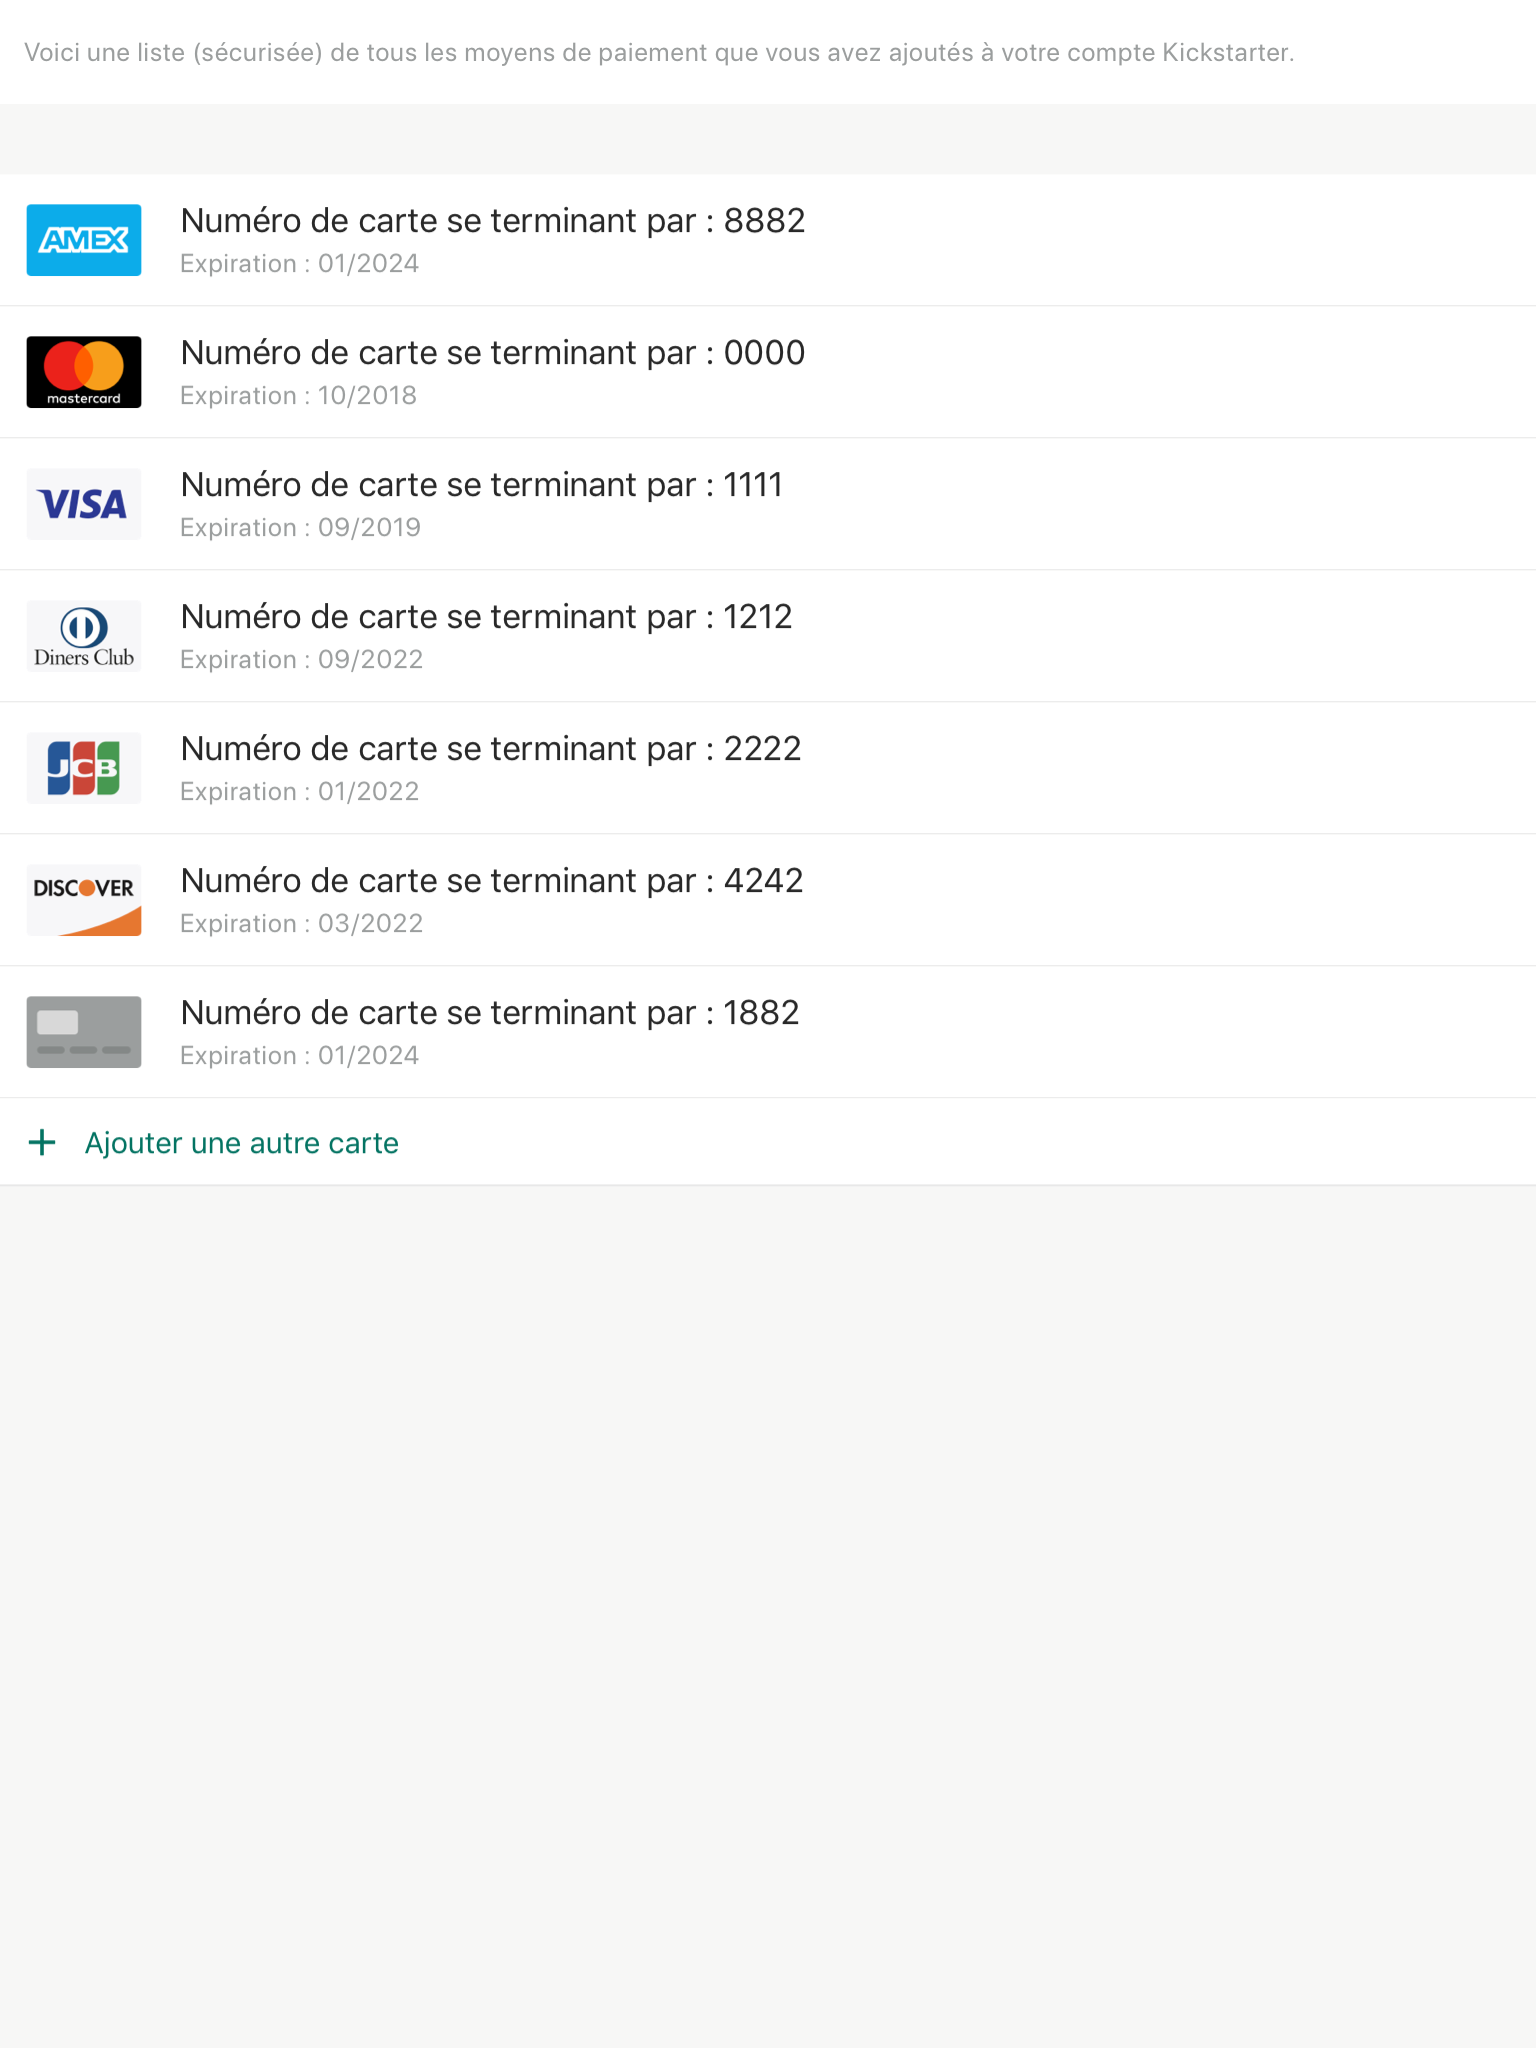 Voici une liste (sécurisée) de tous les moyens de paiement que vous avez ajoutés à votre compte Kickstarter.
AMEX
Numéro de carte se terminant par : 8882
Expiration : 01/2024
mastercard
Numéro de carte se terminant par : 0000
Expiration : 10/2018
VISA
Numéro de carte se terminant par : 1111
Expiration : 09/2019
Diners Club
Numéro de carte se terminant par : 1212
Expiration : 09/2022
JCB
Numéro de carte se terminant par : 2222
Expiration : 01/2022
DISCOVER
Numéro de carte se terminant par : 4242
Expiration : 03/2022
Numéro de carte se terminant par : 1882
Expiration : 01/2024
Ajouter une autre carte